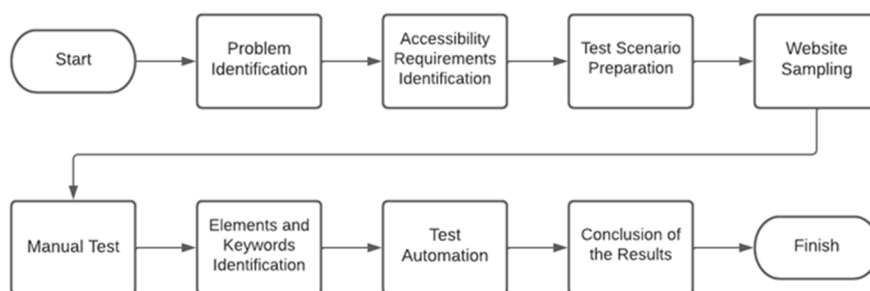 Start
Problem
Identification
Accessibility
Requirements
Identification
Test Scenario
Preparation
Website
Sampling
Manual Test
Elements and
Keywords
Identification
Test
Automation
Conclusion of
the Results
Finish